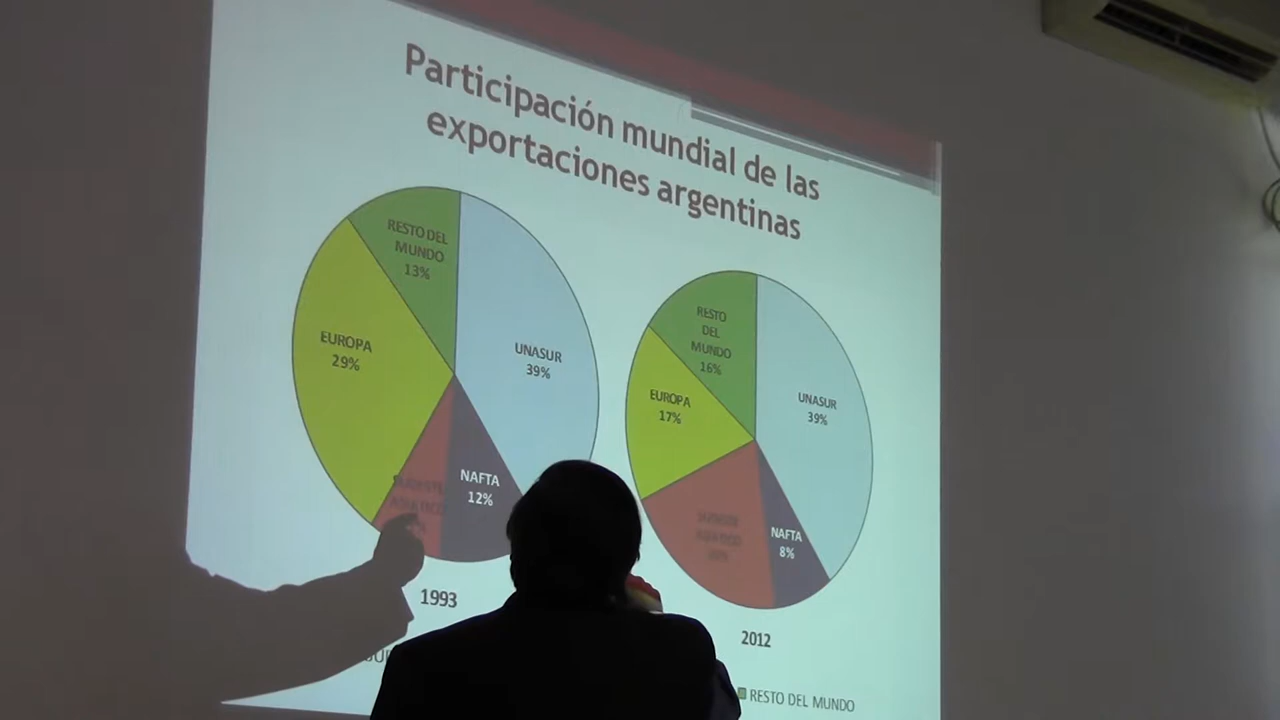 Participación mundial de las
exportaciones argentinas
RESTO DEL
MUNDO
13%
EUROPA
29%
UNASUR
39%
NAFTA
12%
1993
RESTO
DEL
MUNDO
16%
EUROPA
17%
UNASUR
39%
NAFTA
8%
2012
RESTO DEL MUNDO